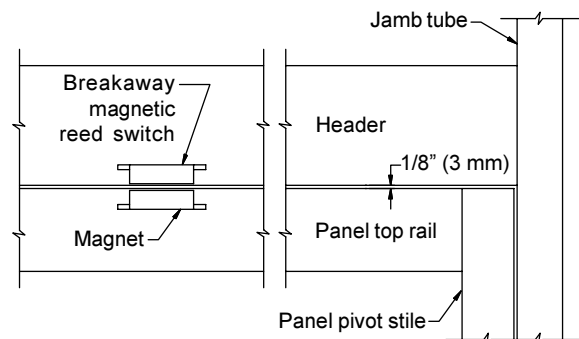 Jamb tube
Breakaway
magnetic
reed switch
Header
1/8” (3 mm)
Magnet
Panel top rail
Panel pivot stile